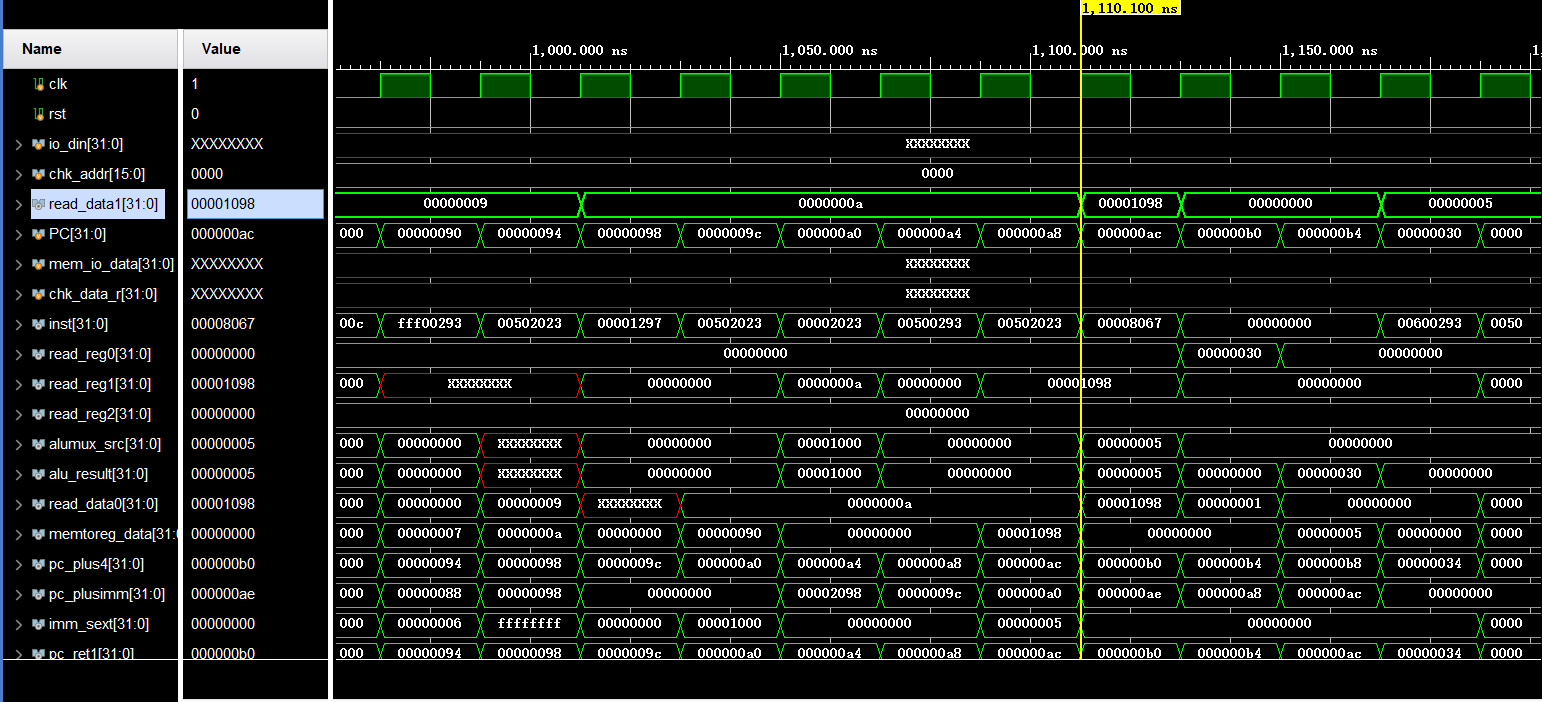 1,110.100 ns
Name Value 1,000.000 ns 1,050.000 ns 1,100.000 ns 1,150.000 ns 1,
clk 1
rst 0
io_din[31:0] XXXXXXXX XXXXXXXX
chk_addr[15:0] 0000 0000
read_data1[31:0] 00001098 00000009 0000000a 00001098 00000000 00000005
PC[31:0] 000000ac 000 00000090 00000094 00000098 0000009c 000000a0 000000a4 000000a8 000000ac 000000b0 000000b4 00000030 0000
mem_io_data[31:0] XXXXXXXX XXXXXXXX
chk_data_r[31:0] XXXXXXXX XXXXXXXX
inst[31:0] 00008067 00c fff00293 00502023 00001297 00502023 00002023 00500293 00502023 00008067 00000000 00600293 0050
read_reg0[31:0] 00000000 00000000 00000030 00000000
read_reg1[31:0] 00001098 000 XXXXXXXX 00000000 0000000a 00000000 00001098 00000000 0000
read_reg2[31:0] 00000000 00000000
alumux_src[31:0] 00000005 000 00000000 XXXXXXXX 00000000 00001000 00000000 00000005 00000000
alu_result[31:0] 00000005 000 00000000 XXXXXXXX 00000000 00001000 00000000 00000005 00000000 00000030 00000000
read_data0[31:0] 00001098 000 00000000 00000009 XXXXXXXX 0000000a 00001098 00000001 00000000 0000
memtoreg_data[31:0 00000000 000 00000007 0000000a 00000000 00000090 00000000 00001098 00000000 00000005 00000000 0000
pc_plus4[31:0] 000000b0 000 00000094 00000098 0000009c 000000a0 000000a4 000000a8 000000ac 000000b0 000000b4 000000b8 00000034 0000
pc_plusimm[31:0] 000000ae 000 00000088 00000098 00000000 00002098 0000009c 000000a0 000000ae 000000a8 000000ac 00000000
imm_sext[31:0] 00000000 000 00000006 ffffffff 00000000 00001000 00000000 00000005 00000000 0000
pc_ret1[31:0] 000000b0 000 00000094 00000098 0000009c 000000a0 000000a4 000000a8 000000ac 000000b0 000000b4 000000ac 00000034 0000